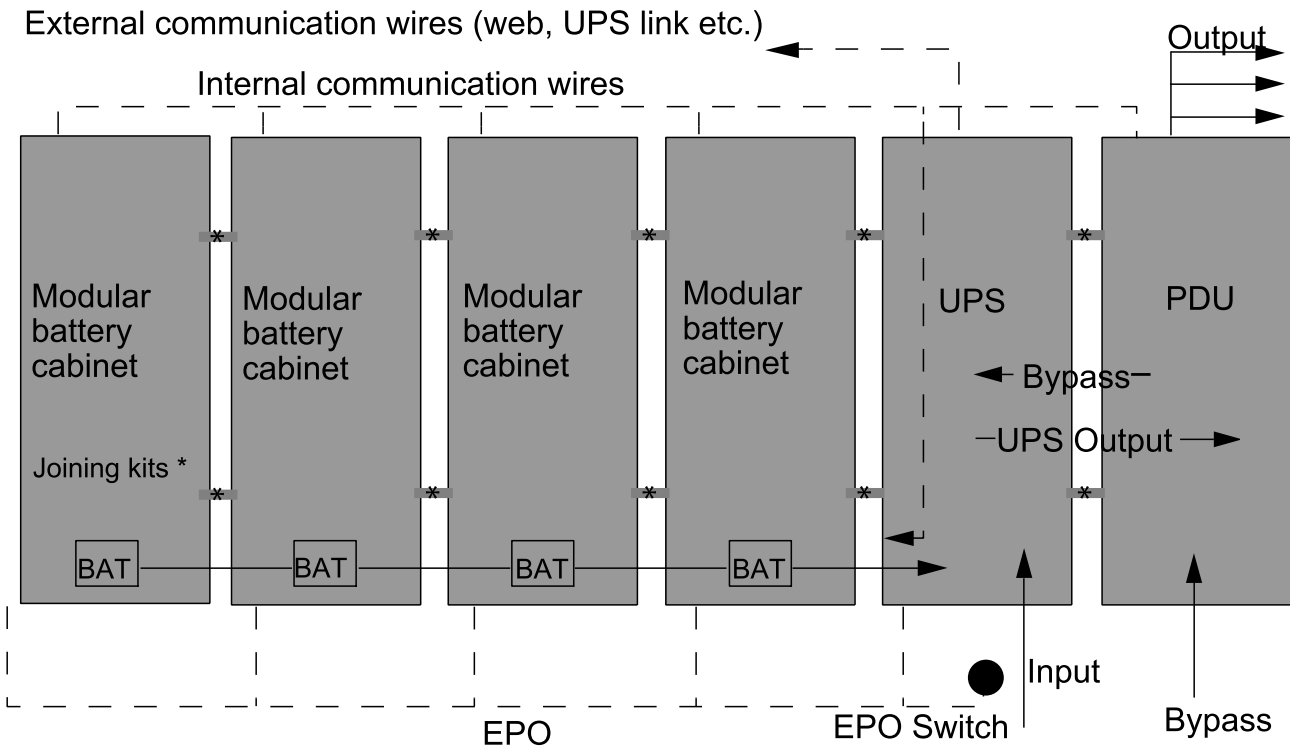 External communication wires (web, UPS link etc.)
Output
Internal communication wires
Modular
battery
cabinet
Modular
battery
cabinet
Modular
battery
cabinet
Modular
battery
cabinet
UPS
PDU
Bypass
UPS Output
Joining kits *
*
*
*
*
*
*
*
*
*
*
BAT
BAT
BAT
BAT
Input
EPO
EPO Switch
Bypass